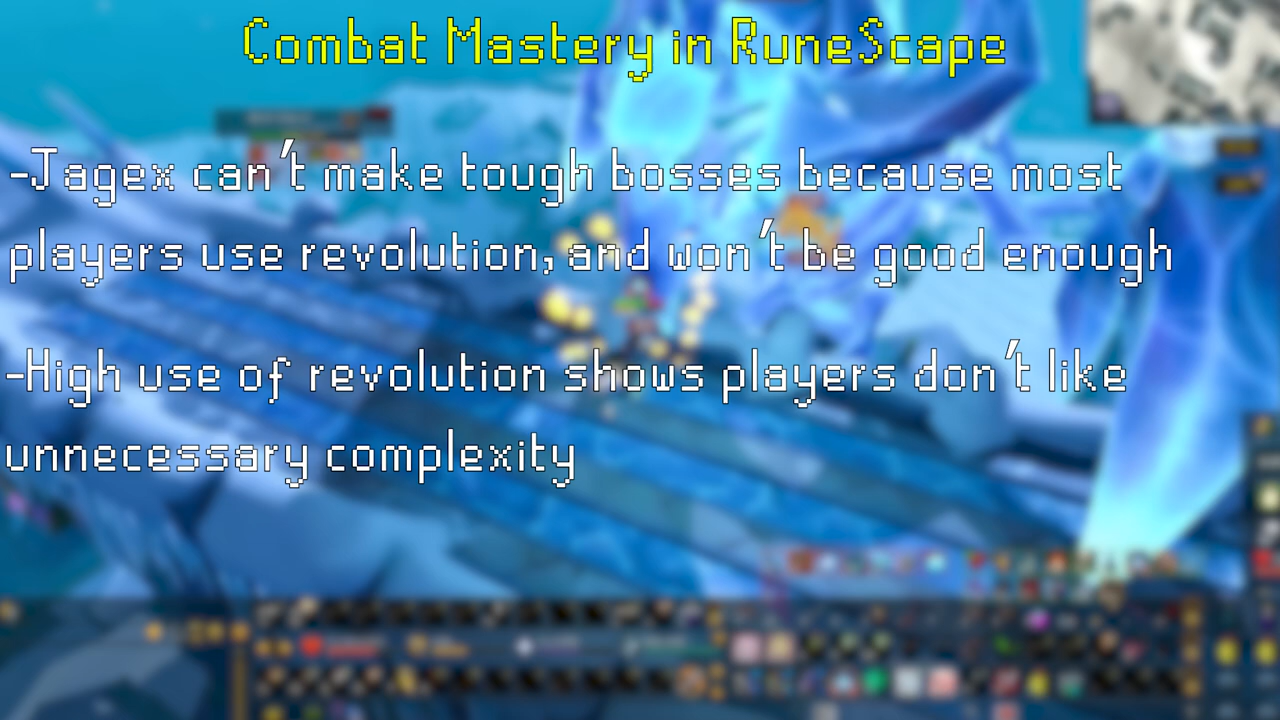 Combat Mastery in RuneScape
-Jagex can't make tough bosses because most
players use revolution, and won't be good enough
-High use of revolution shows players don't like
unnecessary complexity